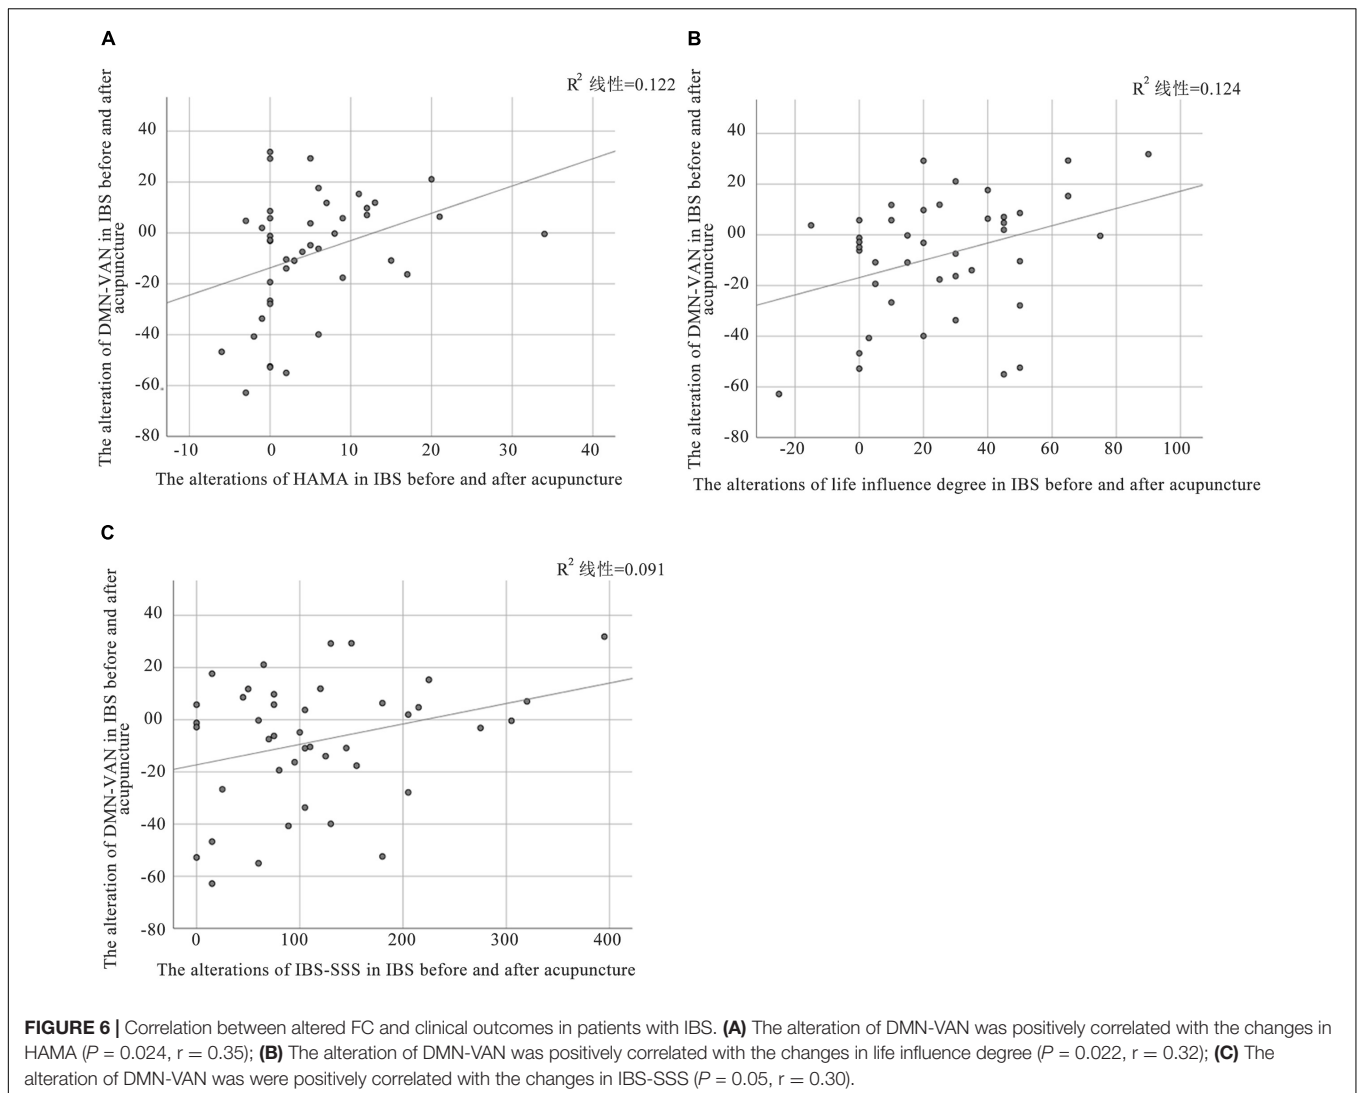 A
R² 线性=0.122
The alteration of DMN-VAN in IBS before and after
acupuncture
40
20
00
-20
-40
-60
-80
-10
0
10
20
30
40
The alterations of HAMA in IBS before and after acupuncture
B
R² 线性=0.124
The alteration of DMN-VAN in IBS before and after
acupuncture
40
20
00
-20
-40
-60
-80
-20
0
20
40
60
80
100
The alterations of life influence degree in IBS before and after acupuncture
C
R² 线性=0.091
The alteration of DMN-VAN in IBS before and after
acupuncture
40
20
00
-20
-40
-60
-80
0
100
200
300
400
The alterations of IBS-SSS in IBS before and after acupuncture
FIGURE 6 | Correlation between altered FC and clinical outcomes in patients with IBS. (A) The alteration of DMN-VAN was positively correlated with the changes in
HAMA (P = 0.024, r = 0.35); (B) The alteration of DMN-VAN was positively correlated with the changes in life influence degree (P = 0.022, r = 0.32); (C) The
alteration of DMN-VAN was were positively correlated with the changes in IBS-SSS (P = 0.05, r = 0.30).